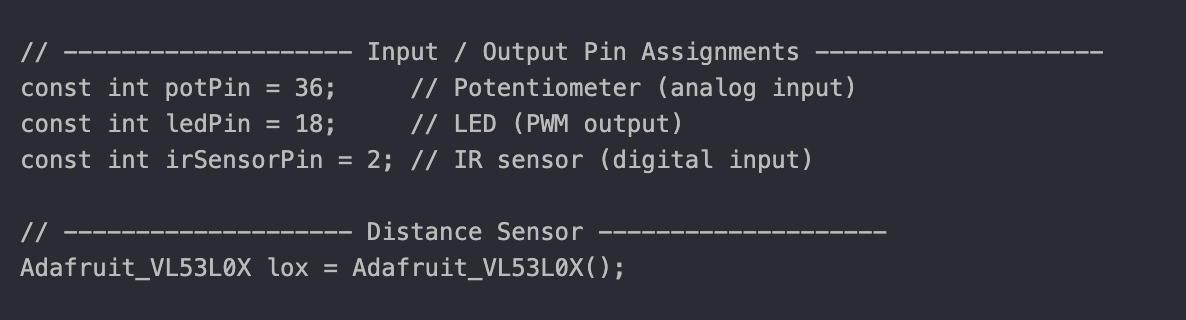 // -------------------- Input / Output Pin Assignments --------------------
const int potPin = 36;     // Potentiometer (analog input)
const int ledPin = 18;     // LED (PWM output)
const int irSensorPin = 2; // IR sensor (digital input)
// -------------------- Distance Sensor --------------------
Adafruit_VL53L0X lox = Adafruit_VL53L0X();